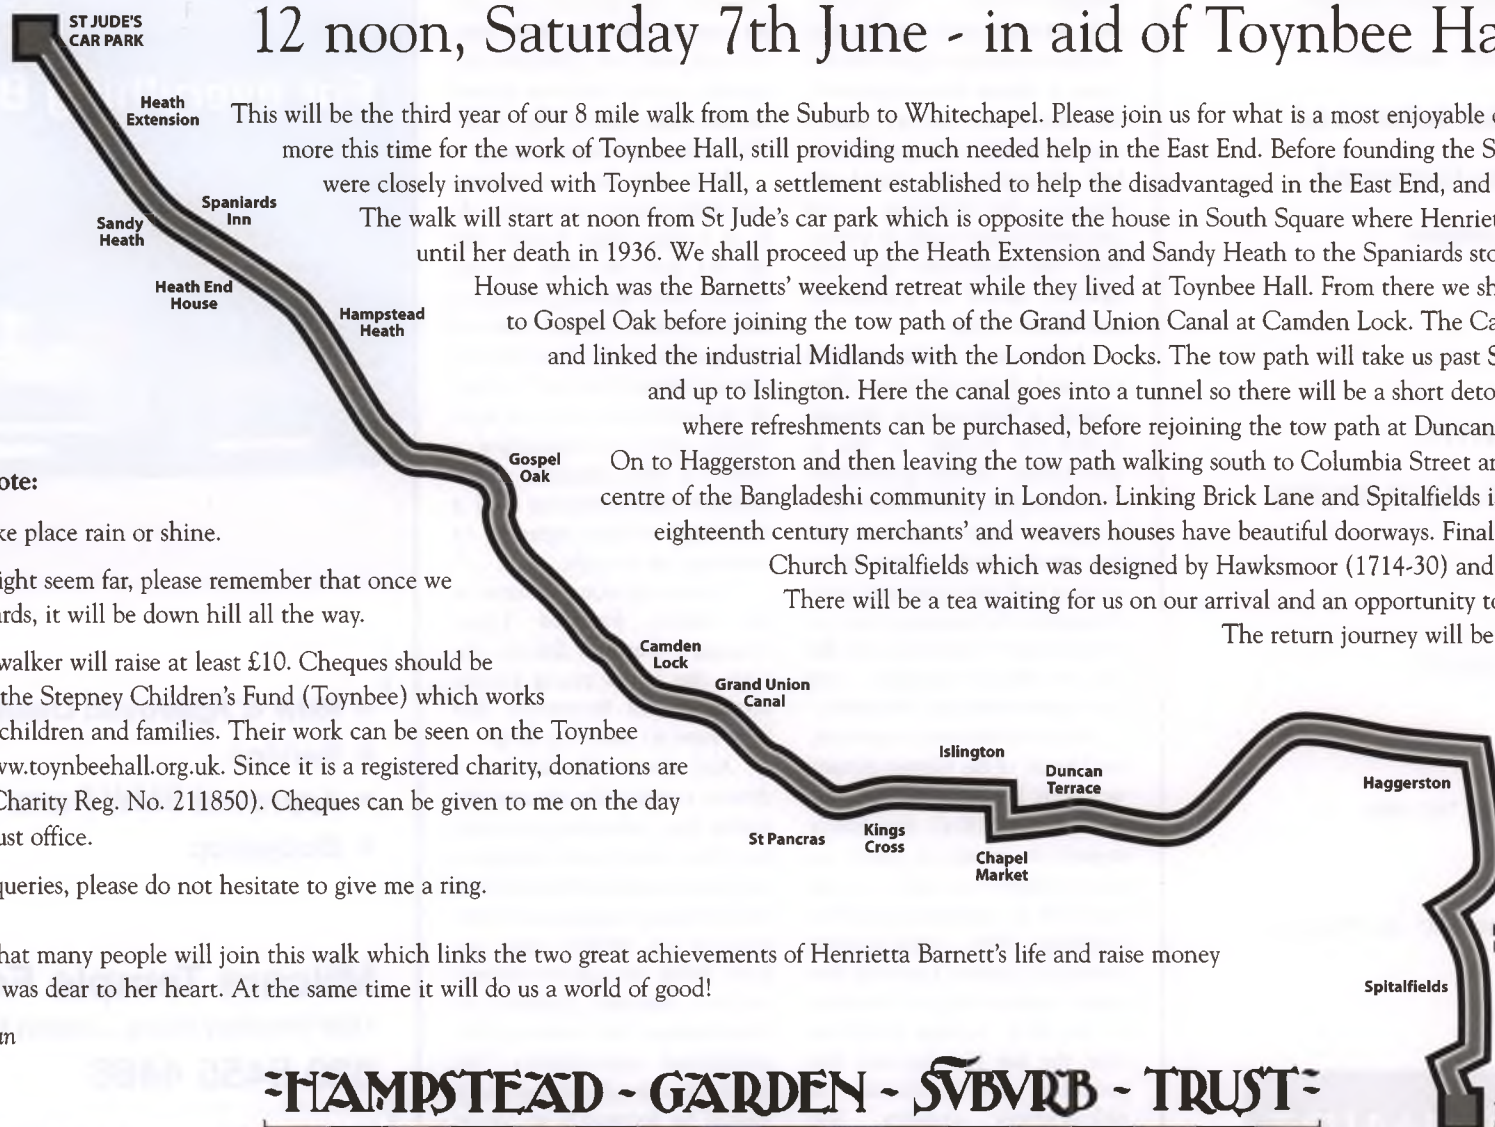 12 noon, Saturday 7th June - in aid of Toynbee
This will be the third year of our 8 mile walk from the Suburb to Whitechapel. Please join us for what is a most enjoyable
more this time for the work of Toynbee Hall, still providing much needed help in the East End. Before founding the
were closely involved with Toynbee Hall, a settlement established to help the disadvantaged in the East End, and
The walk will start at noon from St Jude's car park which is opposite the house in South Square where
until her death in 1936. We shall proceed up the Heath Extension and Sandy Heath to the Spaniards
House which was the Barnetts' weekend retreat while they lived at Toynbee Hall. From there we
to Gospel Oak before joining the tow path of the Grand Union Canal at Camden Lock. The
and linked the industrial Midlands with the London Docks. The tow path will take us past
and up to Islington. Here the canal goes into a tunnel so there will be a short
where refreshments can be purchased, before rejoining the tow path at Duncan
On to Haggerston and then leaving the tow path walking south to Columbia Street
centre of the Bangladeshi community in London. Linking Brick Lane and Spitalfields
eighteenth century merchants' and weavers houses have beautiful doorways.
Church Spitalfields which was designed by Hawksmoor (1714-30) and
There will be a tea waiting for us on our arrival and an opportunity
The return journey will be
ST JUDE'S
CAR PARK
Heath
Extension
Spaniards
Inn
Sandy
Heath
Heath End
House
Hampstead
Heath
Gospel
Oak
Camden
Lock
Grand Union
Canal
St Pancras
Kings
Cross
Islington
Chapel
Market
Duncan
Terrace
Haggerston
Spitalfields
ote:
ke place rain or shine.
ight seem far, please remember that once we
rds, it will be down hill all the way.
walker will raise at least £10. Cheques should be
the Stepney Children's Fund (Toynbee) which works
children and families. Their work can be seen on the Toynbee
ww.toynbeehall.org.uk. Since it is a registered charity, donations are
Charity Reg. No. 211850). Cheques can be given to me on the day
ust office.
queries, please do not hesitate to give me a ring.
hat many people will join this walk which links the two great achievements of Henrietta Barnett's life and raise money
was dear to her heart. At the same time it will do us a world of good!
HAMPSTEAD - GARDEN - SVBVRB - TRUST